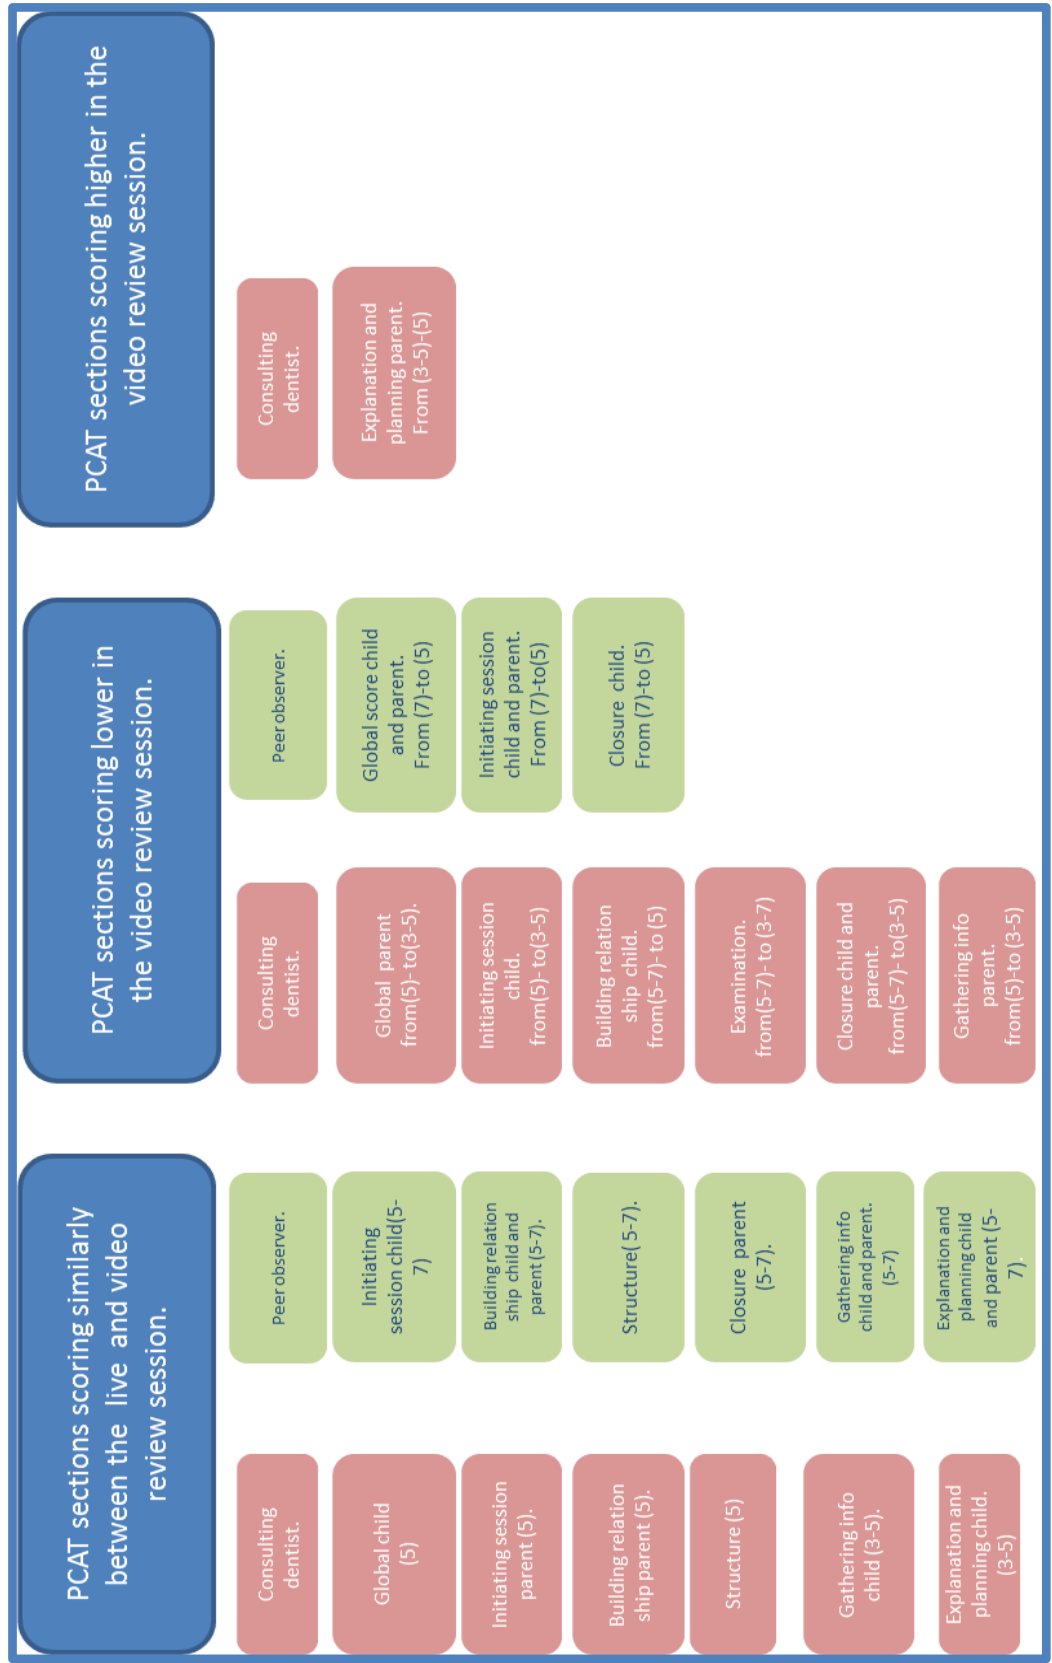 PCAT sections scoring similarly
between the live and video
review session.
Consulting
dentist.
Global child
(5)
Initiating session
parent (5).
Building relation
ship parent (5).
Structure (5)
Gathering info
child (3-5).
Explanation and
planning child.
(3-5)
Peer observer.
Initiating
session child(5-
7)
Building relation
ship child and
parent (5-7).
Structure( 5-7).
Closure parent
(5-7).
Gathering info
child and parent.
(5-7)
Explanation and
planning child
and parent (5-
7).
PCAT sections scoring lower in
the video review session.
Consulting
dentist.
Global parent
from(5)- to(3-5).
Initiating session
child.
from(5)- to(3-5)
Building relation
ship child.
from(5-7)- to (5)
Examination.
from(5-7)- to (3-7)
Closure child and
parent.
from(5-7)- to(3-5)
Gathering info
parent.
from(5)-to (3-5)
Peer observer.
Global score child
and parent.
From (7)-to (5)
Initiating session
child and parent.
From (7)-to(5)
Closure child.
From (7)-to (5)
PCAT sections scoring higher in the
video review session.
Consulting
dentist.
Explanation and
planning parent.
From (3-5)-(5)